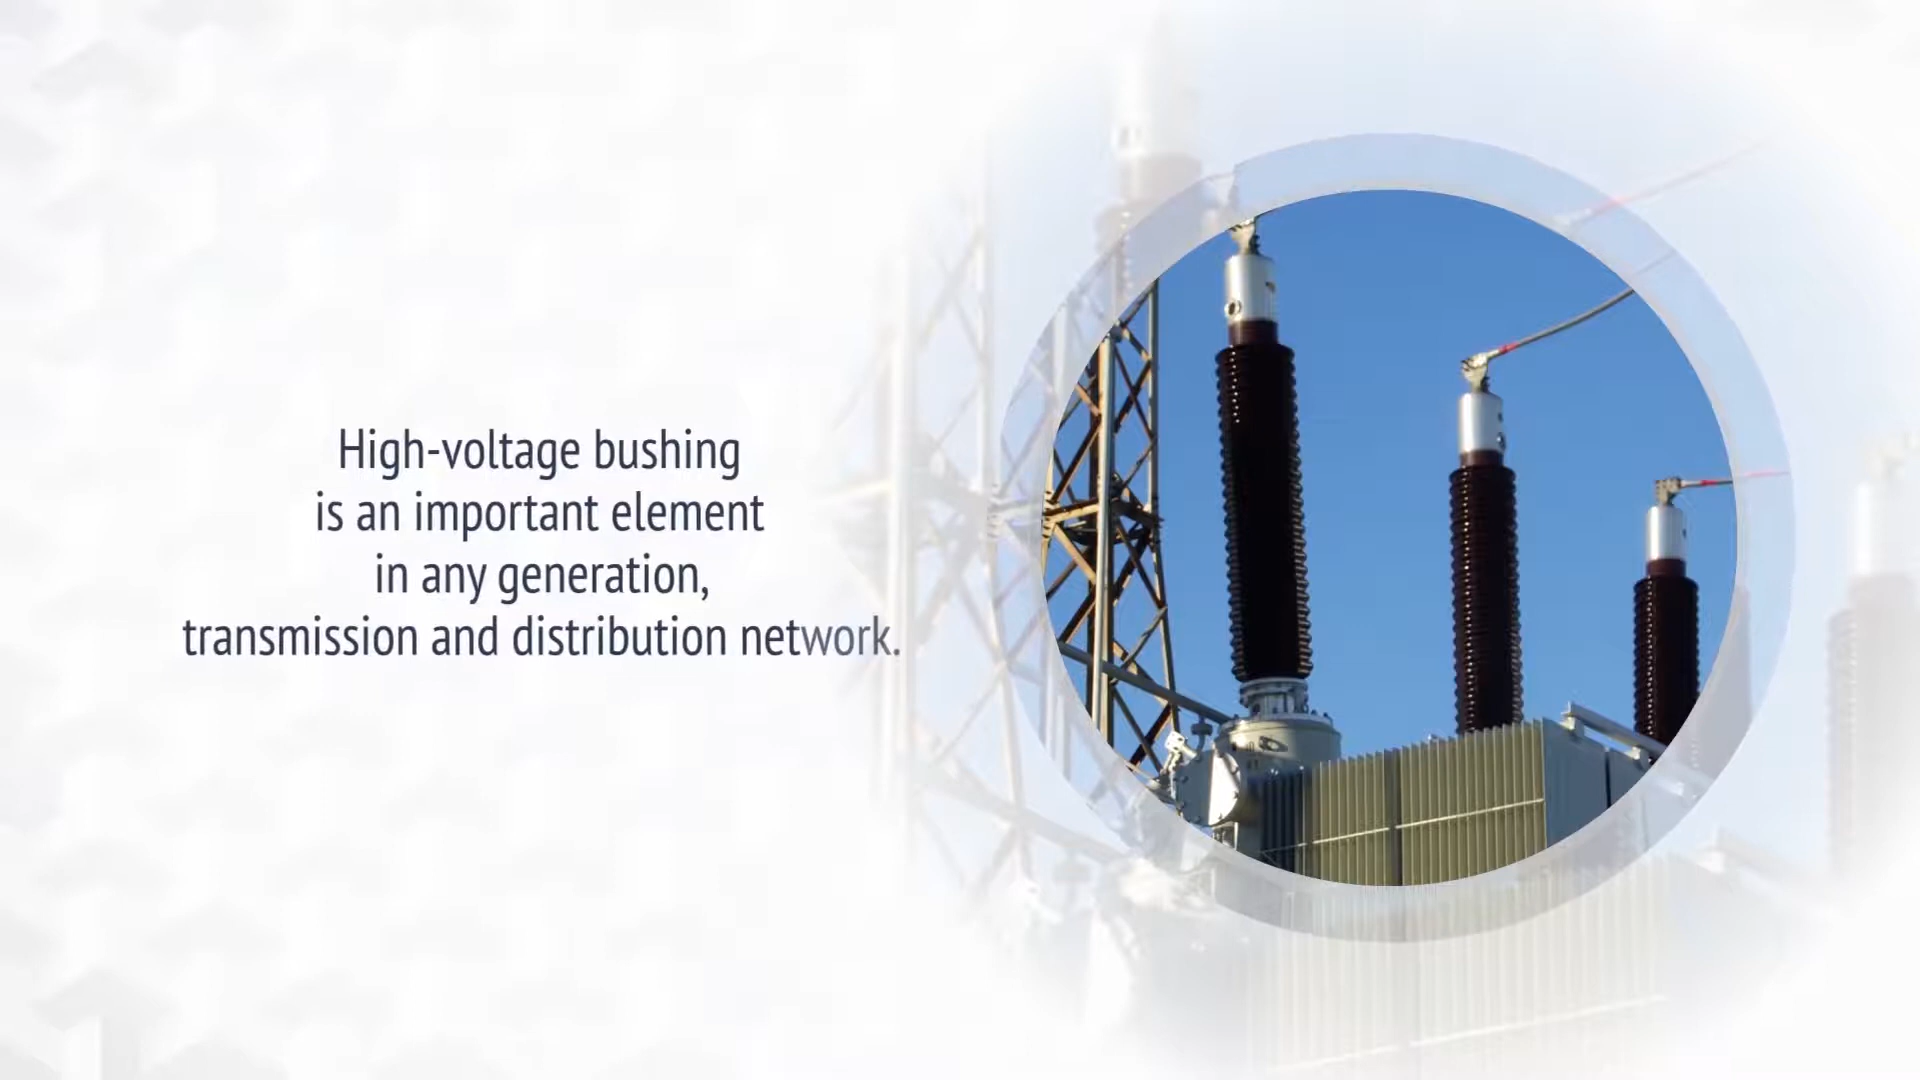 High-voltage bushing
is an important element
in any generation,
transmission and distribution network.